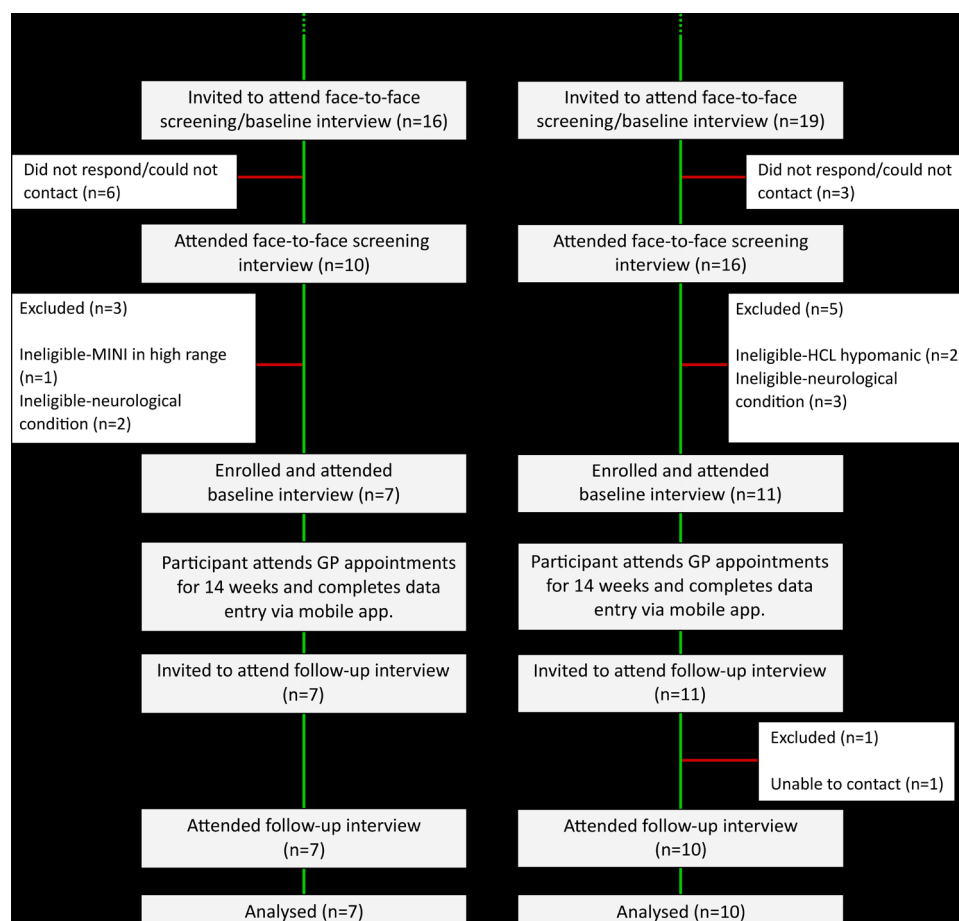 Invited to attend face-to-face
screening/baseline interview (n=16)
Did not respond/could not
contact (n=6)
Attended face-to-face screening
interview (n=10)
Excluded (n=3)
Ineligible-MINI in high range
(n=1)
Ineligible-neurological
condition (n=2)
Enrolled and attended
baseline interview (n=7)
Participant attends GP appointments
for 14 weeks and completes data
entry via mobile app.
Invited to attend follow-up interview
(n=7)
Attended follow-up interview
(n=7)
Analysed (n=7)
Invited to attend face-to-face
screening/baseline interview (n=19)
Did not respond/could not
contact (n=3)
Attended face-to-face screening
interview (n=16)
Excluded (n=5)
Ineligible-HCL hypomanic (n=2
Ineligible-neurological
condition (n=3)
Enrolled and attended
baseline interview (n=11)
Participant attends GP appointments
for 14 weeks and completes data
entry via mobile app.
Invited to attend follow-up interview
(n=11)
Excluded (n=1)
Unable to contact (n=1)
Attended follow-up interview
(n=10)
Analysed (n=10)